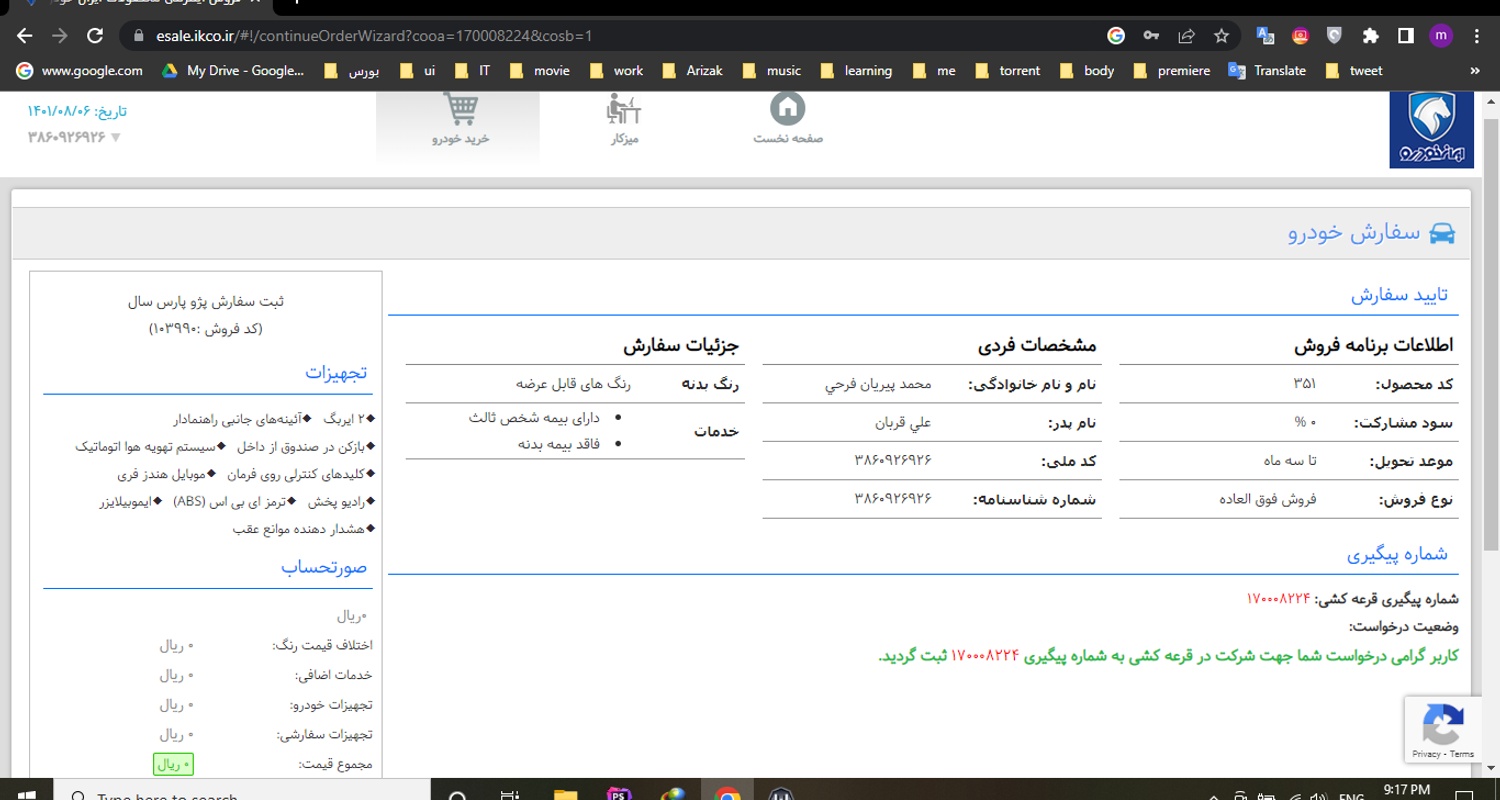 esale.ikco.ir/#!/continueOrderWizard?cooa=170008224&cosb=1
m
www.google.com
My Drive - Google...
بورس
ui
IT
movie
work
Arizak
music
learning
me
torrent
body
premiere
Translate
tweet
»
تاریخ: ۱۴۰۱/۰۸/۰۶
۳۸۶۰۹۲۶۹۲۶
خرید خودرو
میزکار
صفحه نخست
ایران خودرو
سفارش خودرو
تایید سفارش
اطلاعات برنامه فروش
کد محصول: ۳۵۱
سود مشارکت: ۰ %
موعد تحویل: تا سه ماه
نوع فروش: فروش فوق العاده
مشخصات فردی
نام و نام خانوادگی: محمد پیریان فرحي
نام پدر: علي قربان
کد ملی: ۳۸۶۰۹۲۶۹۲۶
شماره شناسنامه: ۳۸۶۰۹۲۶۹۲۶
جزئیات سفارش
رنگ بدنه رنگ های قابل عرضه
خدمات
دارای بیمه شخص ثالث
فاقد بیمه بدنه
شماره پیگیری
شماره پیگیری قرعه کشی: ۱۷۰۰۰۸۲۲۴
وضعیت درخواست:
کاربر گرامی درخواست شما جهت شرکت در قرعه کشی به شماره پیگیری ۱۷۰۰۰۸۲۲۴ ثبت گردید.
ثبت سفارش پژو پارس سال
(کد فروش :۱۰۳۹۹۰)
تجهیزات
◆۲ ایربگ ◆آئینه‌های جانبی راهنمادار
◆بازکن در صندوق از داخل ◆سیستم تهویه هوا اتوماتیک
◆کلیدهای کنترلی روی فرمان ◆موبایل هندز فری
◆رادیو پخش ◆ترمز ای بی اس (ABS) ◆ایموبیلایزر
◆هشدار دهنده موانع عقب
صورتحساب
۰ریال
اختلاف قیمت رنگ: ۰ ریال
خدمات اضافی: ۰ ریال
تجهیزات خودرو: ۰ ریال
تجهیزات سفارشی: ۰ ریال
مجموع قیمت: ۰ ریال
Privacy - Terms
Type here to search
PS
ENG
9:17 PM